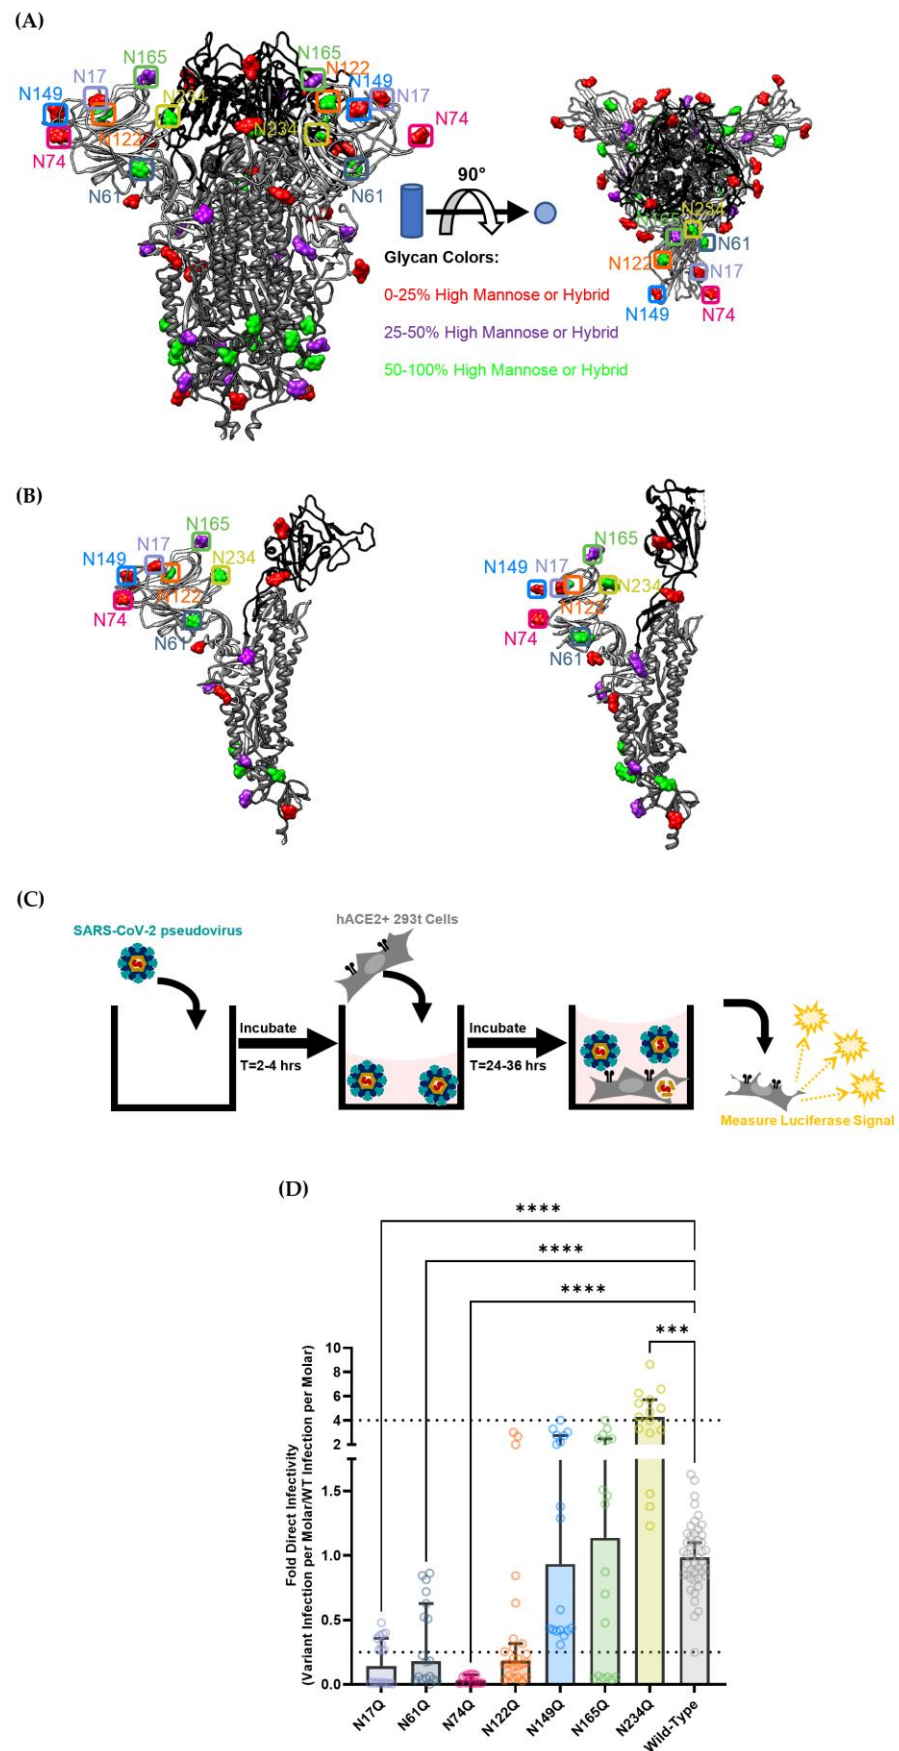 (A)
N165
N165
N122
N17
N149
N149
N234
N17
N122
N234
N74
N74
N61
N61
90°
Glycan Colors:
0-25% High Mannose or Hybrid
25-50% High Mannose or Hybrid
50-100% High Mannose or Hybrid
N165
N234
N61
N122
N17
N149
N74
(B)
N165
N17
N149
N234
N122
N74
N61
N165
N149
N17
N234
N122
N74
N61
(C)
SARS-CoV-2 pseudovirus
hACE2+ 293t Cells
Incubate
T=2-4 hrs
Incubate
T=24-36 hrs
Measure Luciferase Signal
(D)
****
****
****
***
Fold Direct Infectivity
(Variant Infection per Molar/WT Infection per Molar)
10
8
6
4
2
1.5
1.0
0.5
0.0
N17Q
N61Q
N74Q
N122Q
N149Q
N165Q
N234Q
Wild-Type